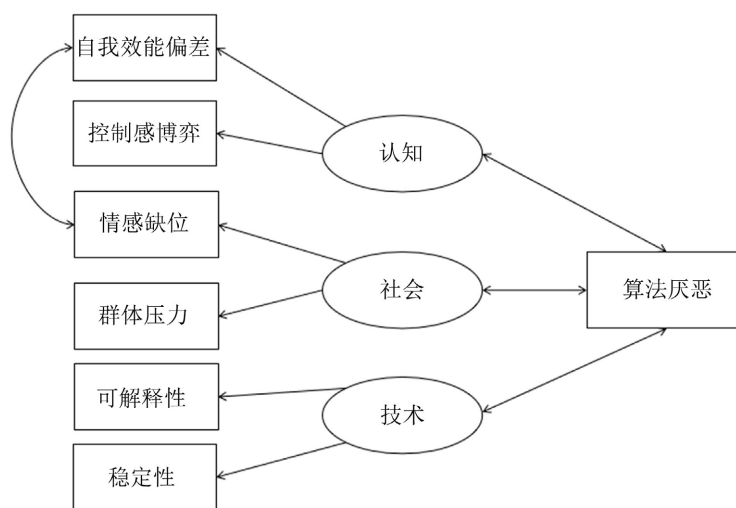 自我效能偏差
控制感博弈
认知
情感缺位
社会
算法厌恶
群体压力
可解释性
技术
稳定性